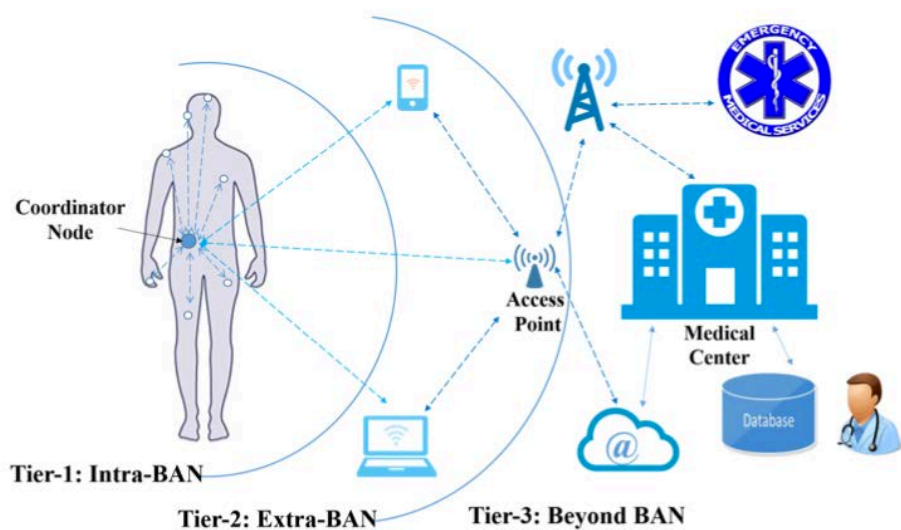 EMERGENCY
MEDICAL SERVICES
Coordinator
Node
Access
Point
Medical
Center
Database
@
Tier-1: Intra-BAN
Tier-2: Extra-BAN
Tier-3: Beyond BAN